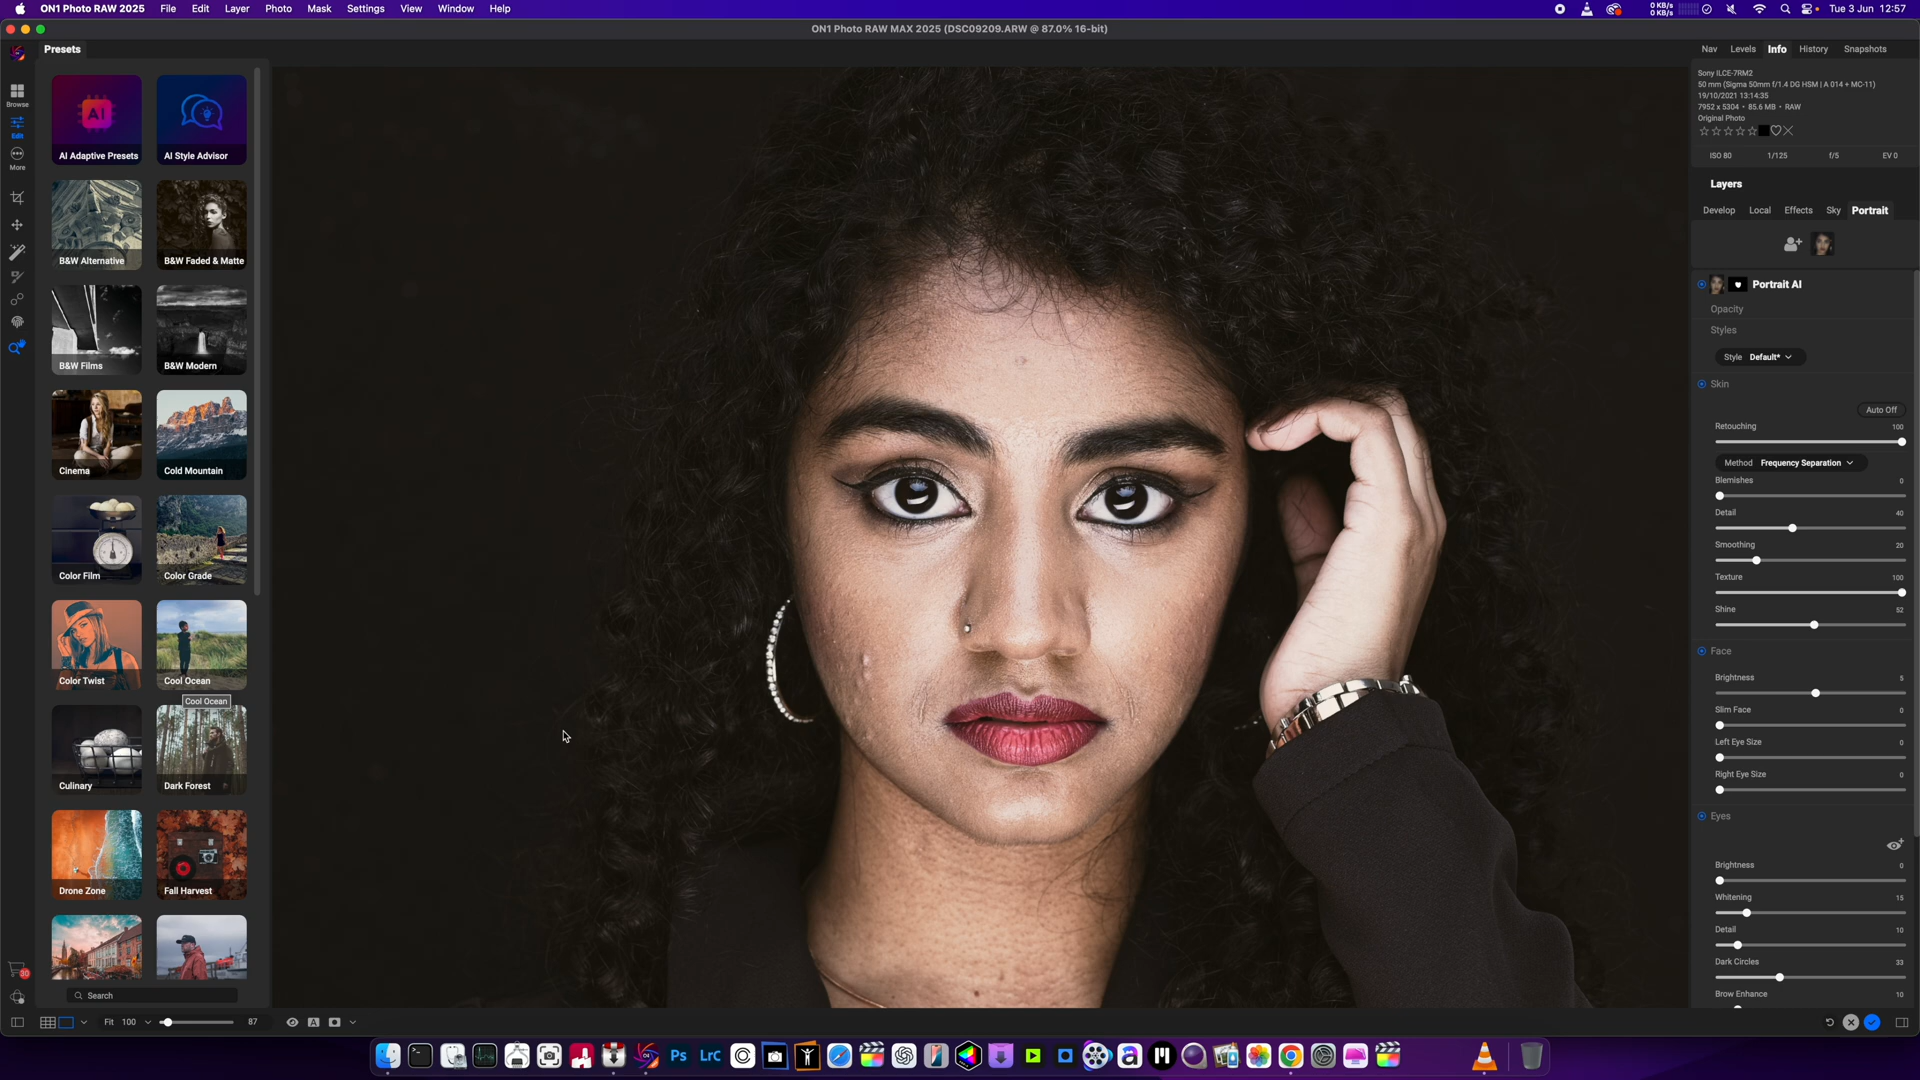 ON1 Photo RAW 2025 File Edit Layer Photo Mask Settings View Window Help
0 KB/s
0 KB/s
Tue 3 Jun 12:57
ON1 Photo RAW MAX 2025 (DSC09209.ARW @ 87.0% 16-bit)
Presets
Browse
Edit
More
AI
AI Adaptive Presets
AI Style Advisor
B&W Alternative
B&W Faded & Matte
B&W Films
B&W Modern
Cinema
Cold Mountain
Color Film
Color Grade
Color Twist
Cool Ocean
Cool Ocean
Culinary
Dark Forest
Drone Zone
Fall Harvest
30
Search
Fit 100 87
A
Nav Levels Info History Snapshots
Sony ILCE-7RM2
50 mm (Sigma 50mm f/1.4 DG HSM | A 014 + MC-11)
19/10/2021 13:14:35
7952 x 5304 • 85.6 MB • RAW
Original Photo
ISO 80 1/125 f/5 EV 0
Layers
Develop Local Effects Sky Portrait
Portrait AI
Opacity
Styles
Style Default*
Skin
Auto Off
Retouching 100
Method Frequency Separation
Blemishes 0
Detail 40
Smoothing 20
Texture 100
Shine 52
Face
Brightness 5
Slim Face 0
Left Eye Size 0
Right Eye Size 0
Eyes
Brightness 0
Whitening 15
Detail 10
Dark Circles 33
Brow Enhance 10
Ps LrC